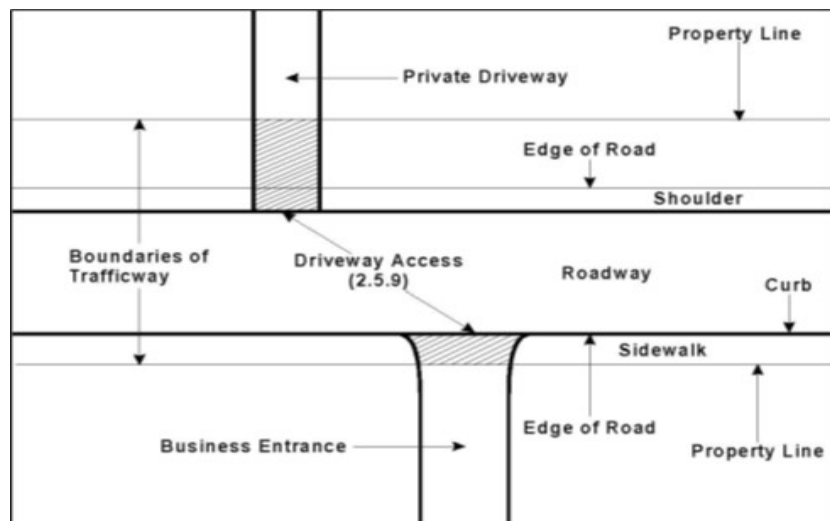 Property Line
Private Driveway
Edge of Road
Shoulder
Boundaries of
Trafficway
Driveway Access
(2.5.9)
Roadway
Curb
Sidewalk
Edge of Road
Business Entrance
Property Line